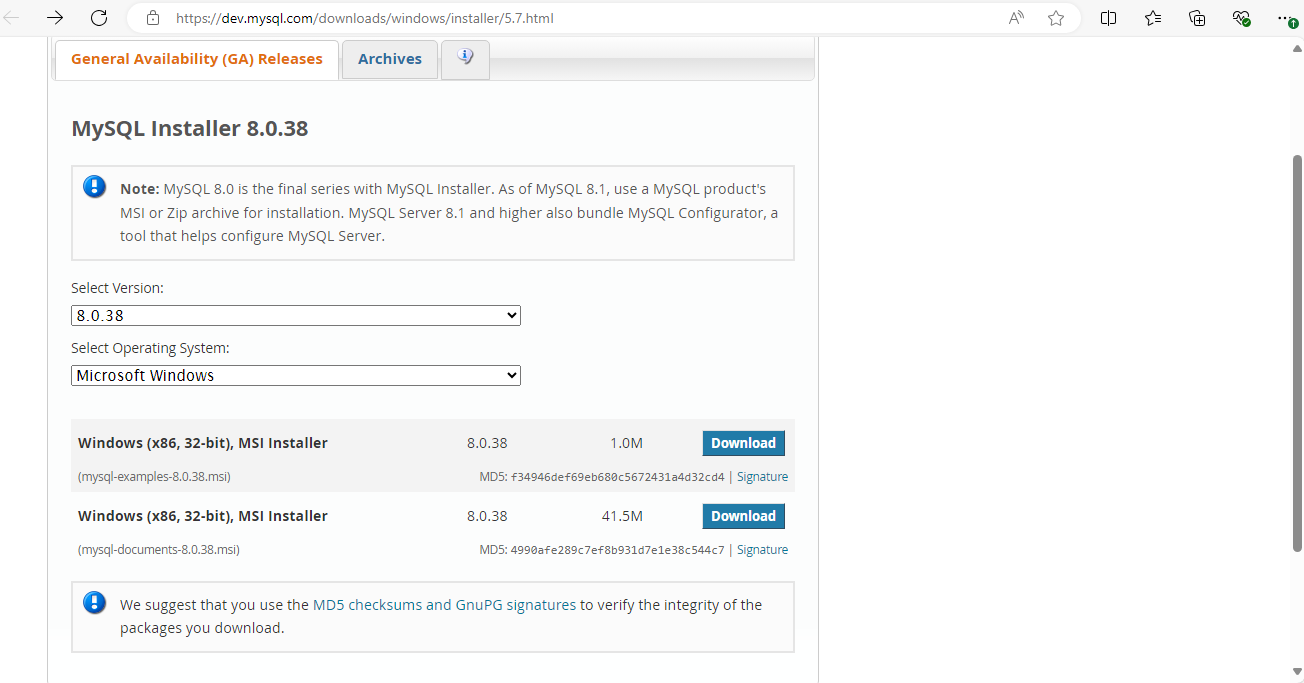 https://dev.mysql.com/downloads/windows/installer/5.7.html
General Availability (GA) Releases
Archives
MySQL Installer 8.0.38
Note: MySQL 8.0 is the final series with MySQL Installer. As of MySQL 8.1, use a MySQL product's
MSI or Zip archive for installation. MySQL Server 8.1 and higher also bundle MySQL Configurator, a
tool that helps configure MySQL Server.
Select Version:
8.0.38
Select Operating System:
Microsoft Windows
Windows (x86, 32-bit), MSI Installer 8.0.38 1.0M Download
(mysql-examples-8.0.38.msi) MD5: f34946def69eb680c5672431a4d32cd4 | Signature
Windows (x86, 32-bit), MSI Installer 8.0.38 41.5M Download
(mysql-documents-8.0.38.msi) MD5: 4990afe289c7ef8b931d7e1e38c544c7 | Signature
We suggest that you use the MD5 checksums and GnuPG signatures to verify the integrity of the
packages you download.